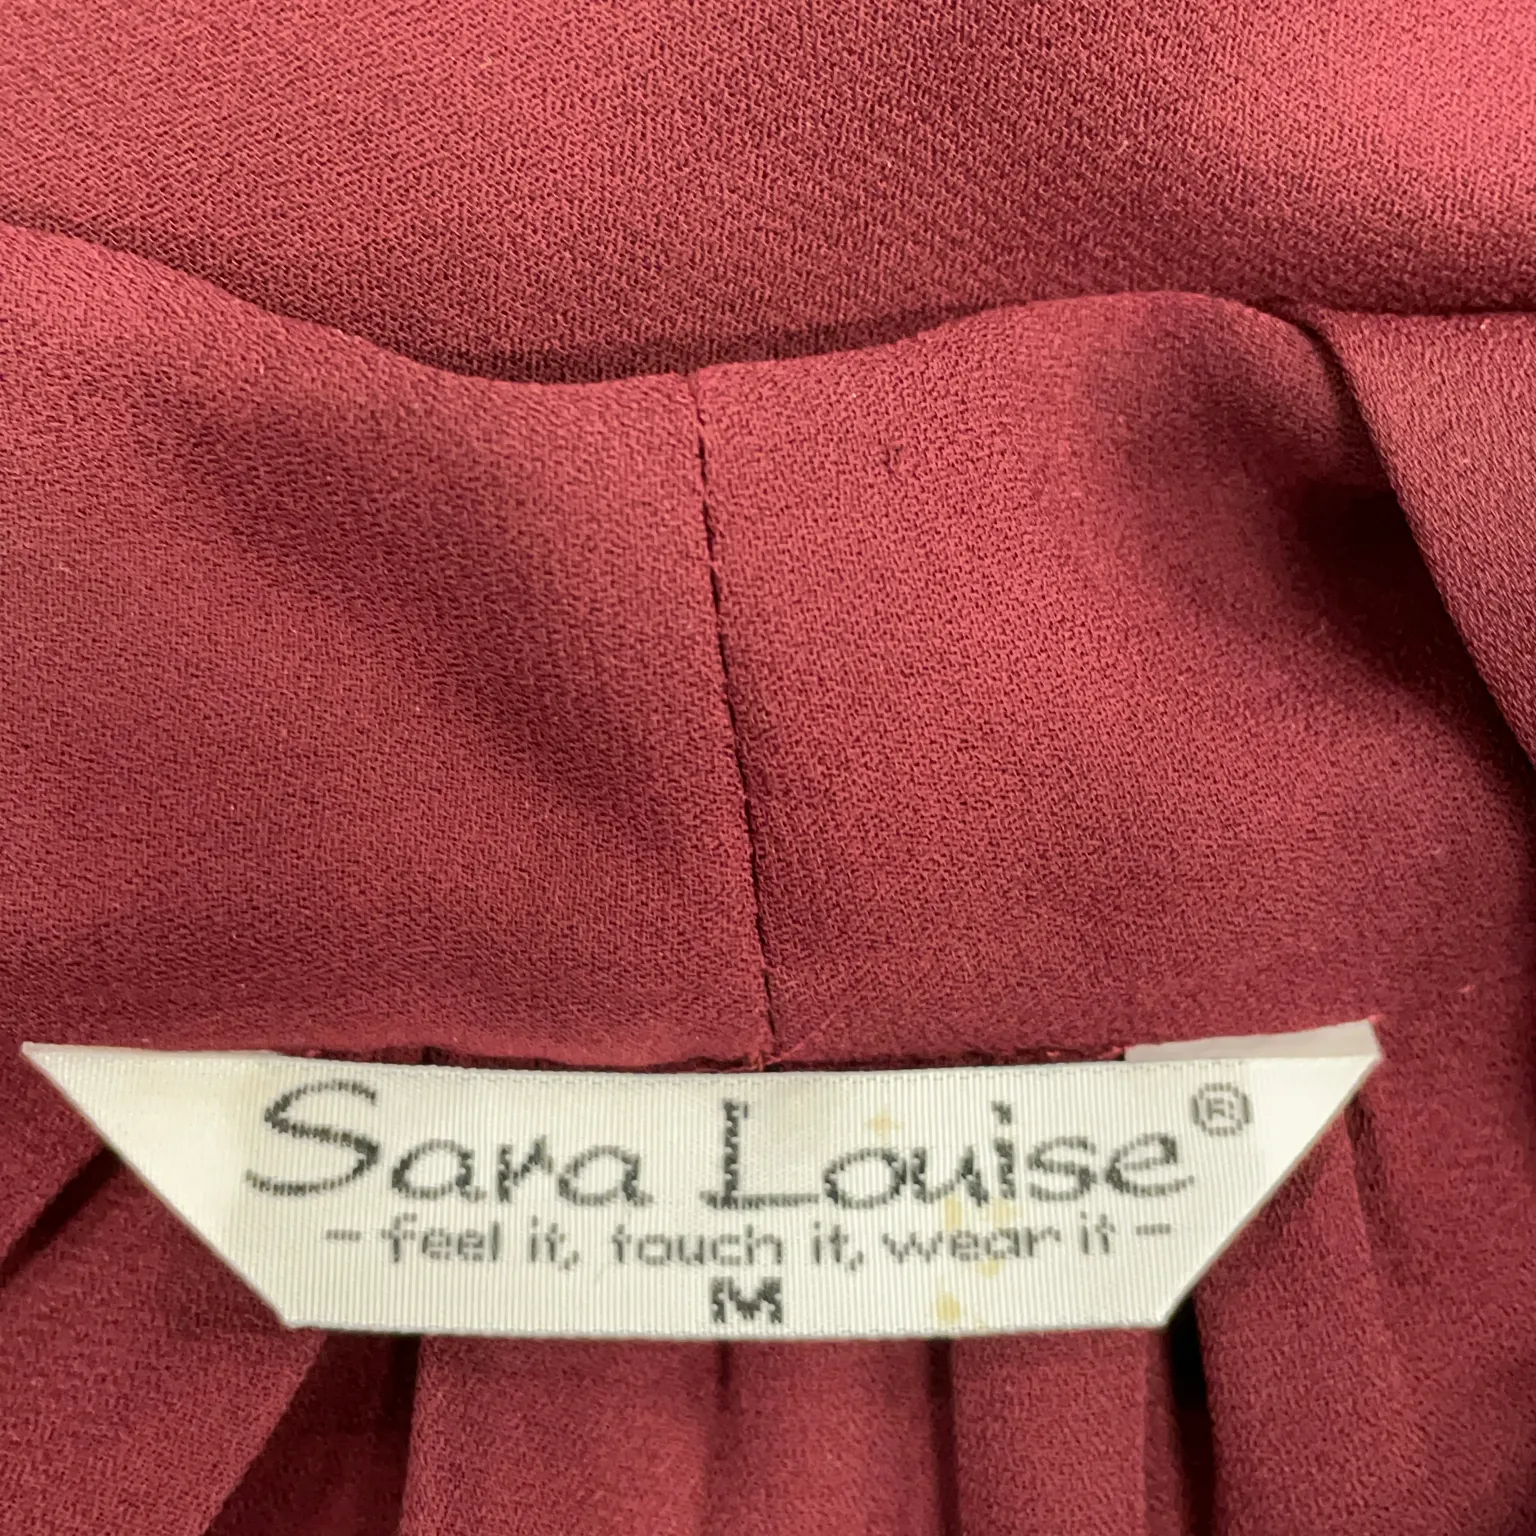 Sara Louise®
- feel it, touch it, wear it -
M